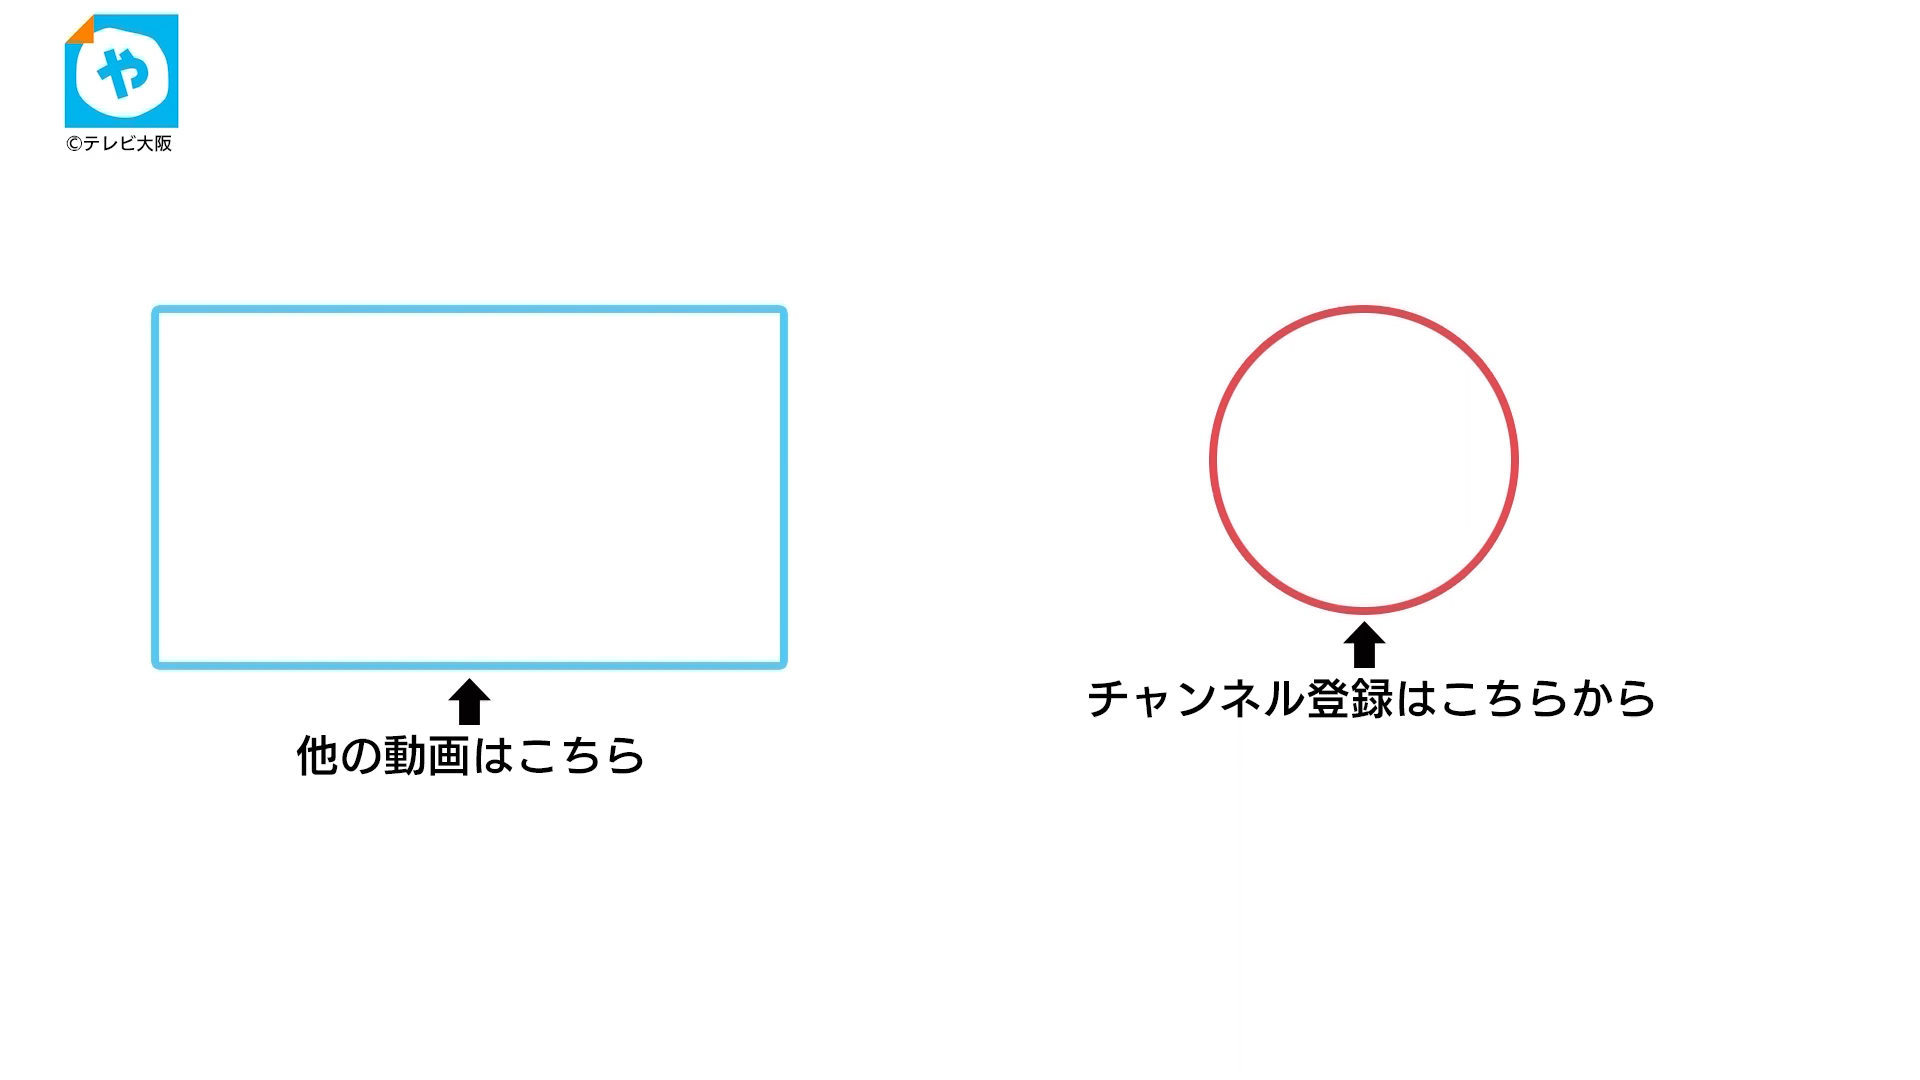 や
©テレビ大阪
他の動画はこちら
チャンネル登録はこちらから